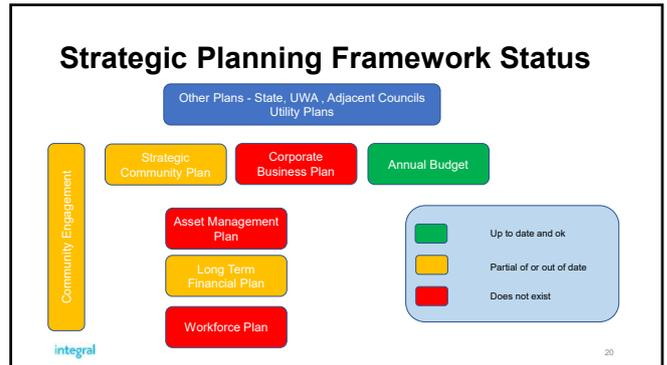 Strategic Planning Framework Status
Other Plans - State, UWA , Adjacent Councils
Utility Plans
Community Engagement
Strategic
Community Plan
Corporate
Business Plan
Annual Budget
Asset Management
Plan
Long Term
Financial Plan
Workforce Plan
Up to date and ok
Partial of or out of date
Does not exist
integral
20